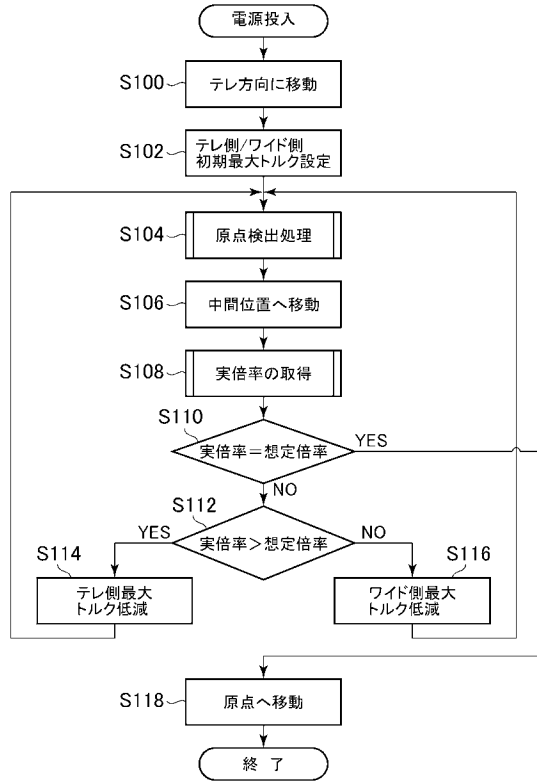 電源投入
S100
テレ方向に移動
S102
テレ側/ワイド側
初期最大トルク設定
S104
原点検出処理
S106
中間位置へ移動
S108
実倍率の取得
S110
実倍率=想定倍率
YES
NO
S112
実倍率>想定倍率
YES
NO
S114
テレ側最大
トルク低減
S116
ワイド側最大
トルク低減
S118
原点へ移動
終 了